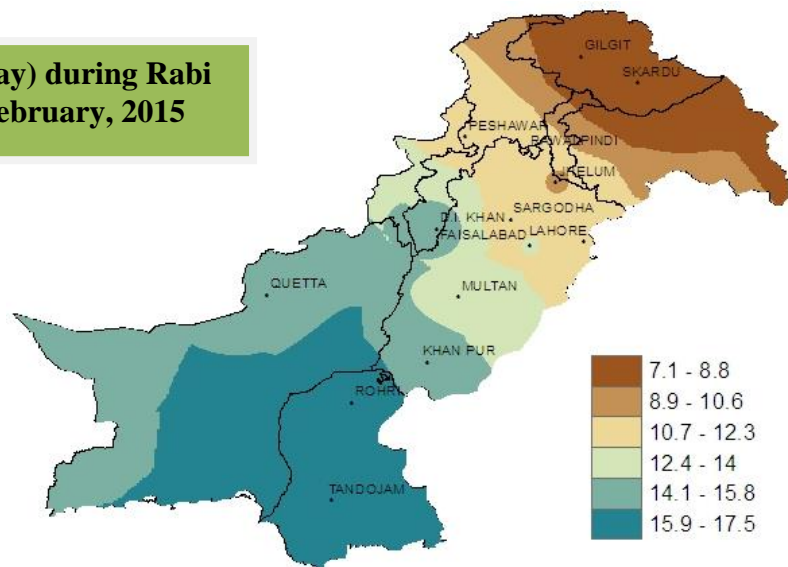 ay) during Rabi
ebruary, 2015
GILGIT
SKARDU
PESHAWAR
RAWALPINDI
JHELUM
SARGODHA
D.I. KHAN
FAISALABAD
LAHORE
QUETTA
MULTAN
KHAN PUR
ROHRI
TANDOJAM
7.1 - 8.8
8.9 - 10.6
10.7 - 12.3
12.4 - 14
14.1 - 15.8
15.9 - 17.5